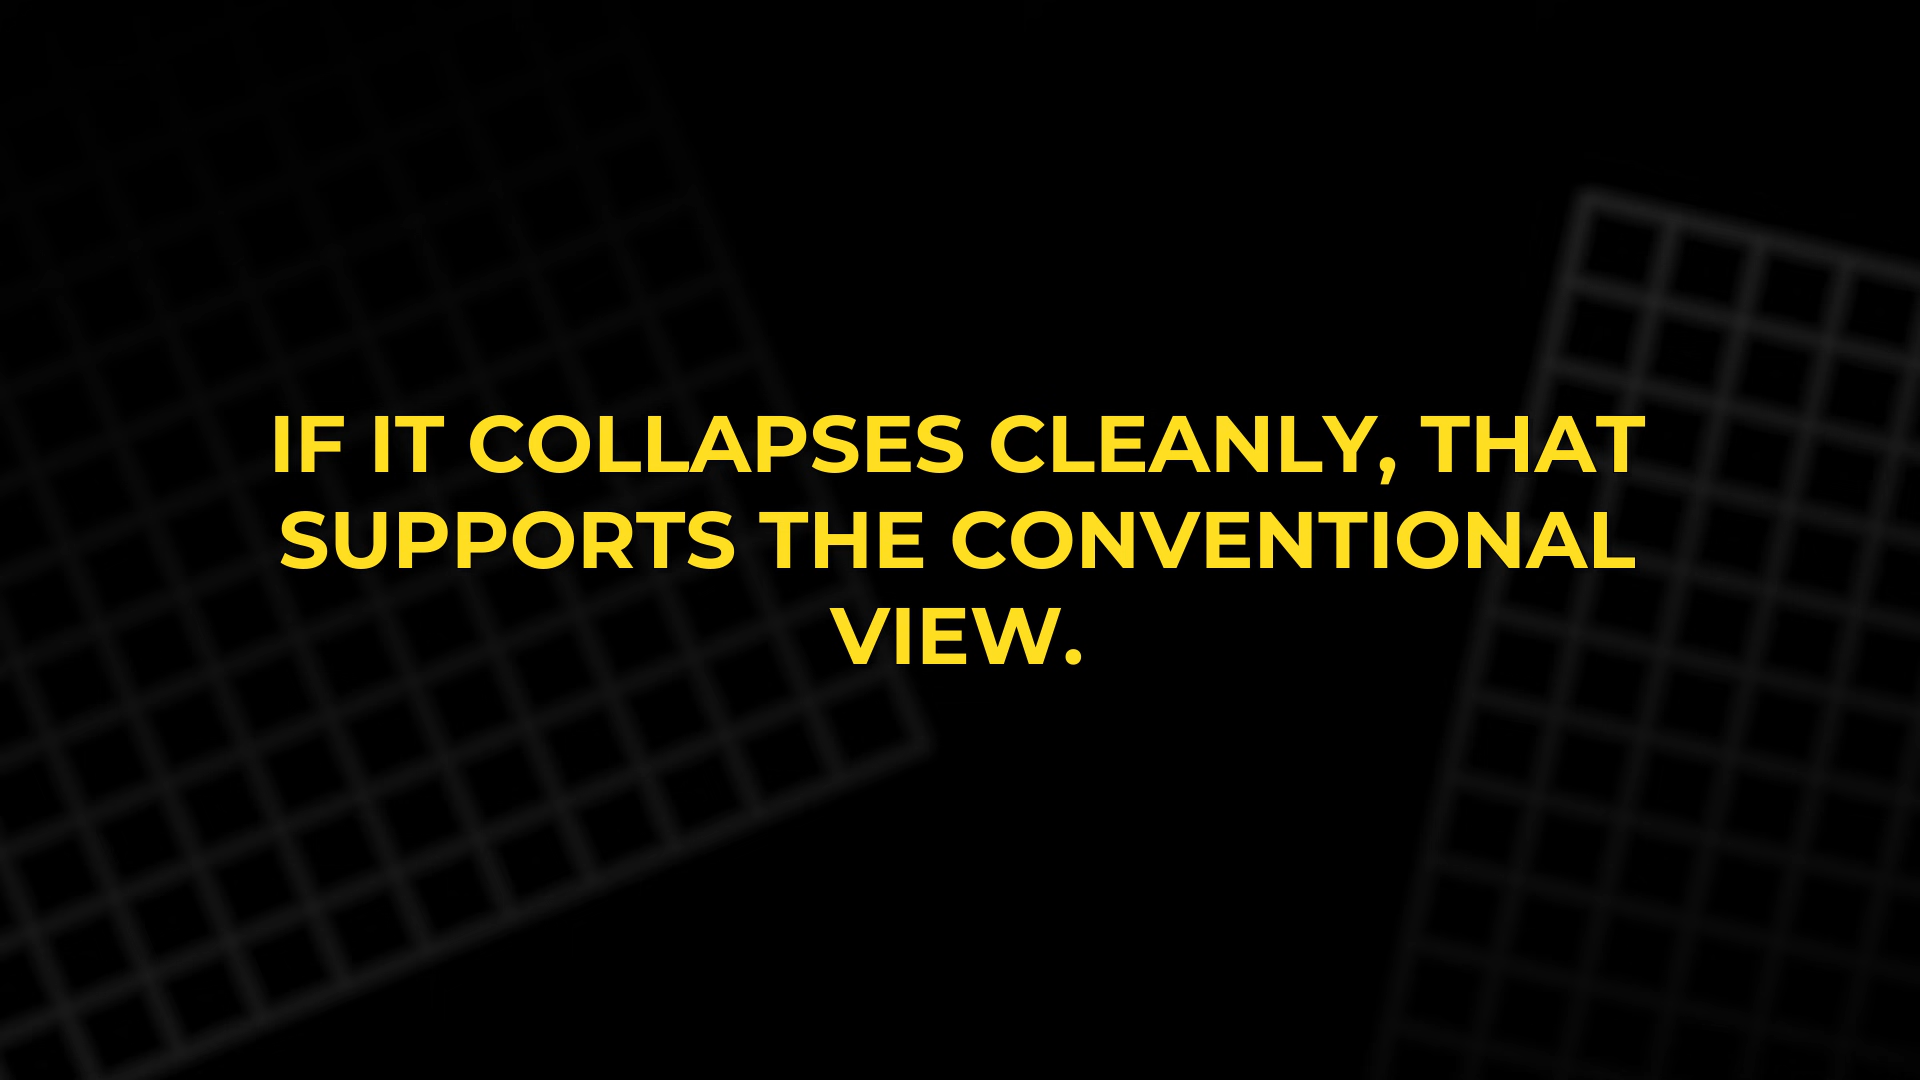 IF IT COLLAPSES CLEANLY, THAT
SUPPORTS THE CONVENTIONAL
VIEW.